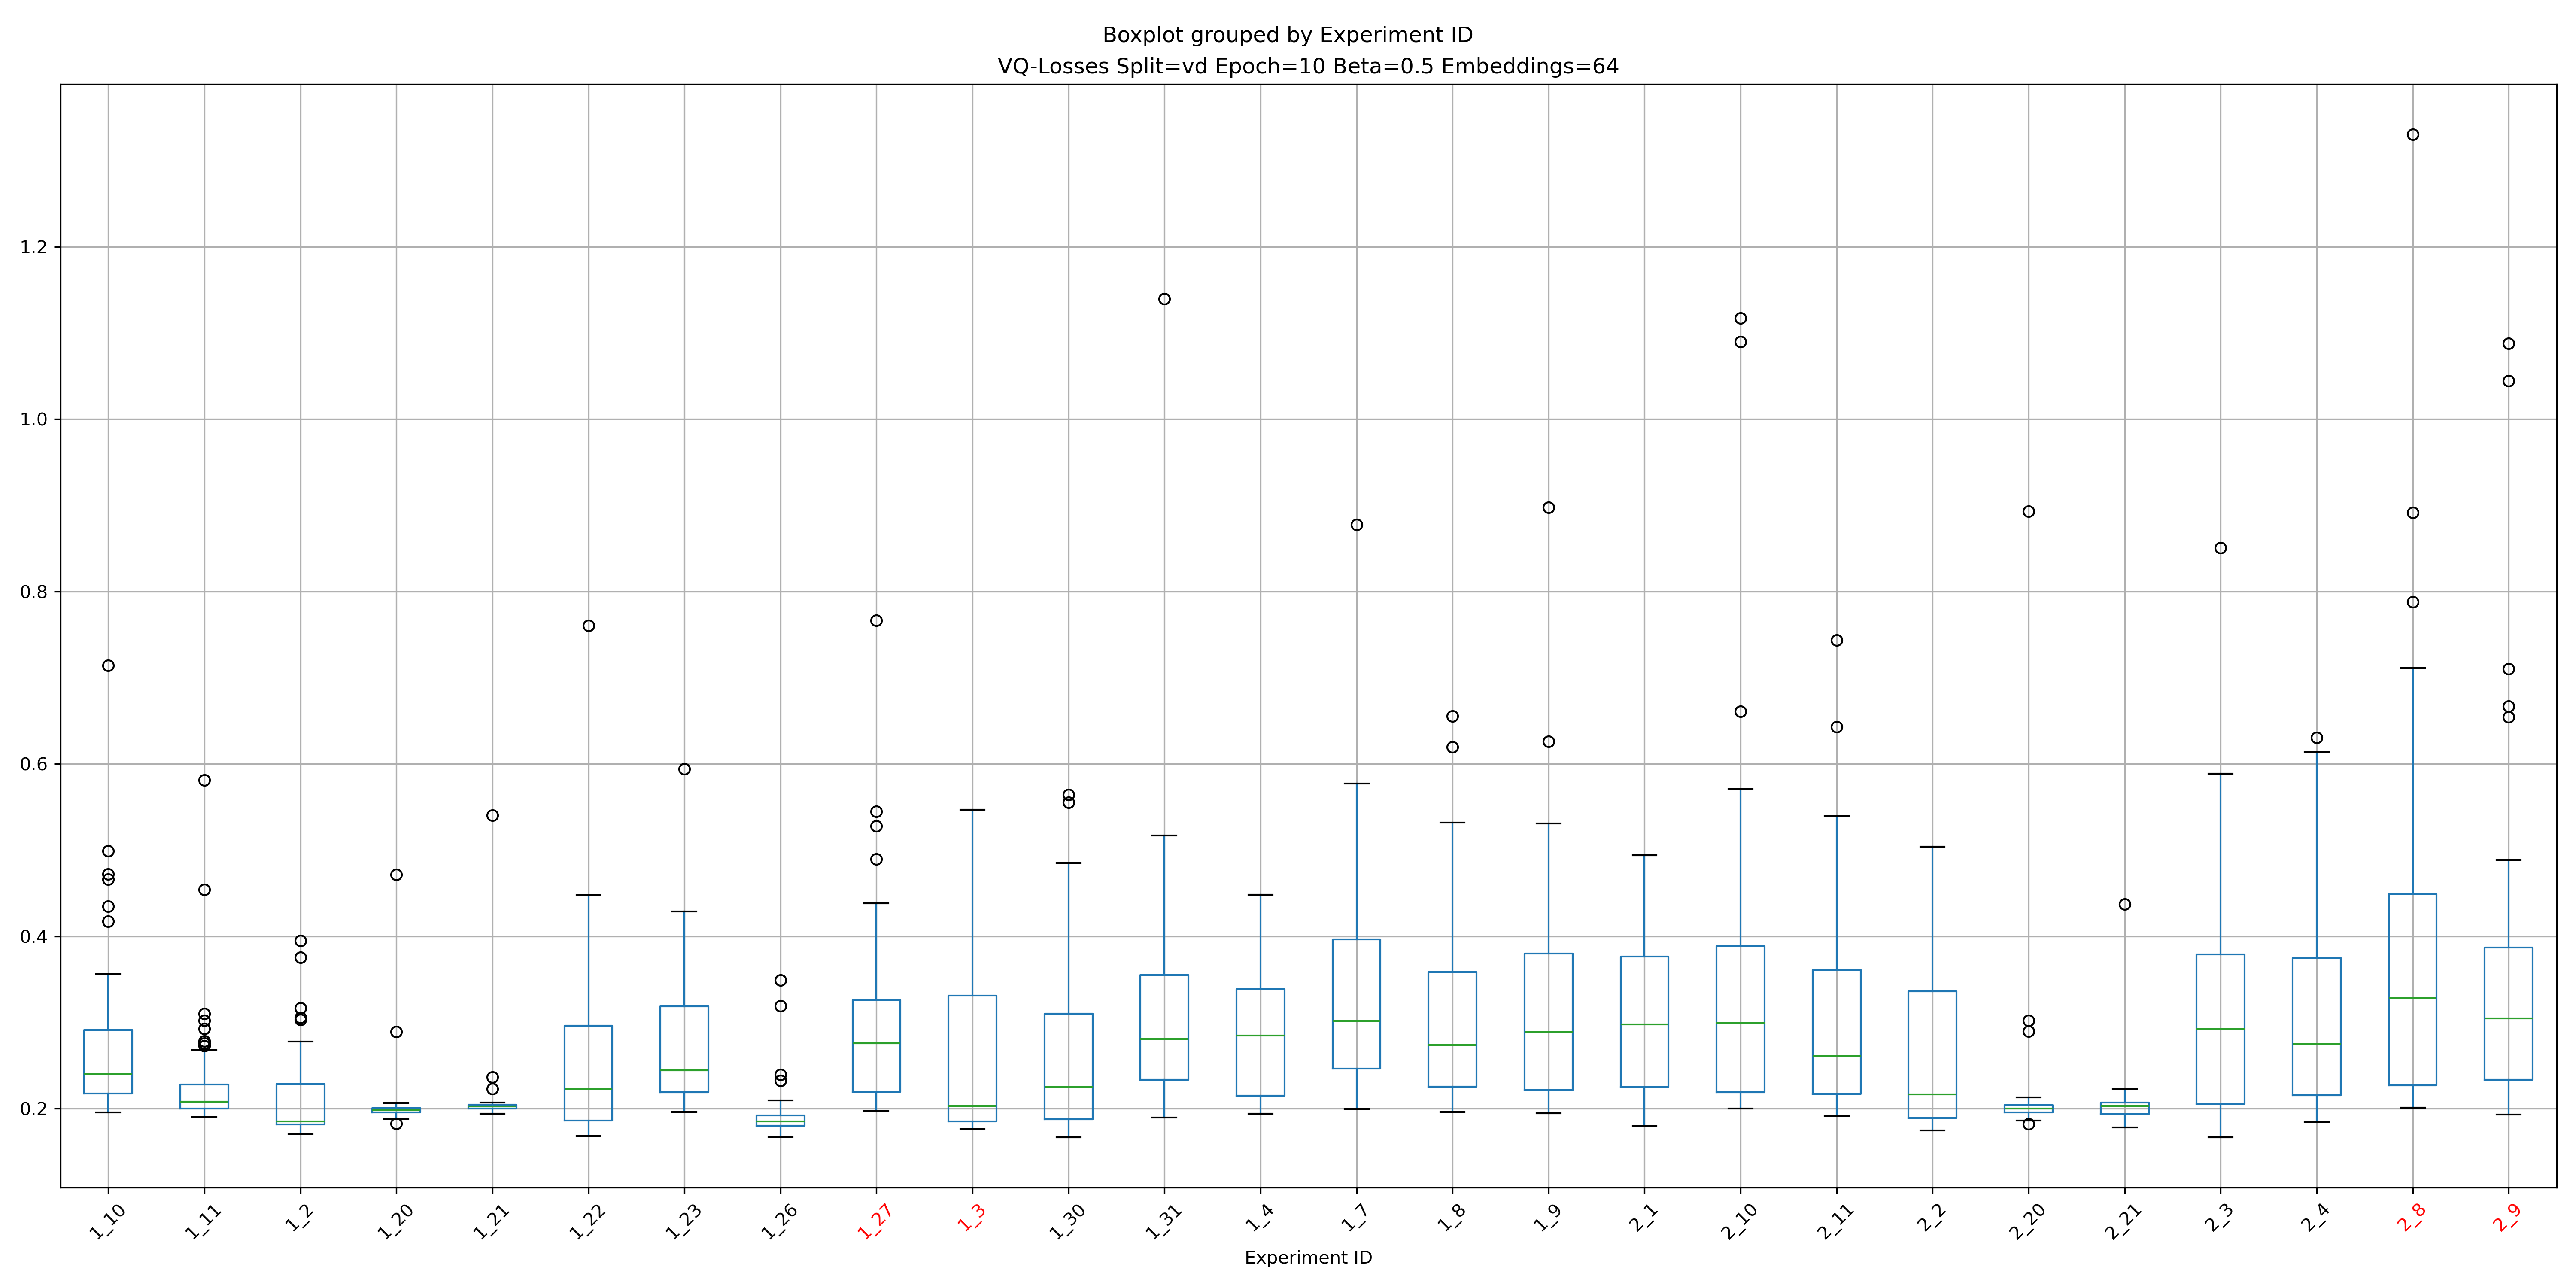 Boxplot grouped by Experiment ID
VQ-Losses Split=vd Epoch=10 Beta=0.5 Embeddings=64
1.2
1.0
0.8
0.6
0.4
0.2
1_10 1_11 1_2 1_20 1_21 1_22 1_23 1_26 1_27 1_3 1_30 1_31 1_4 1_7 1_8 1_9 2_1 2_10 2_11 2_2 2_20 2_21 2_3 2_4 2_8 2_9
Experiment ID